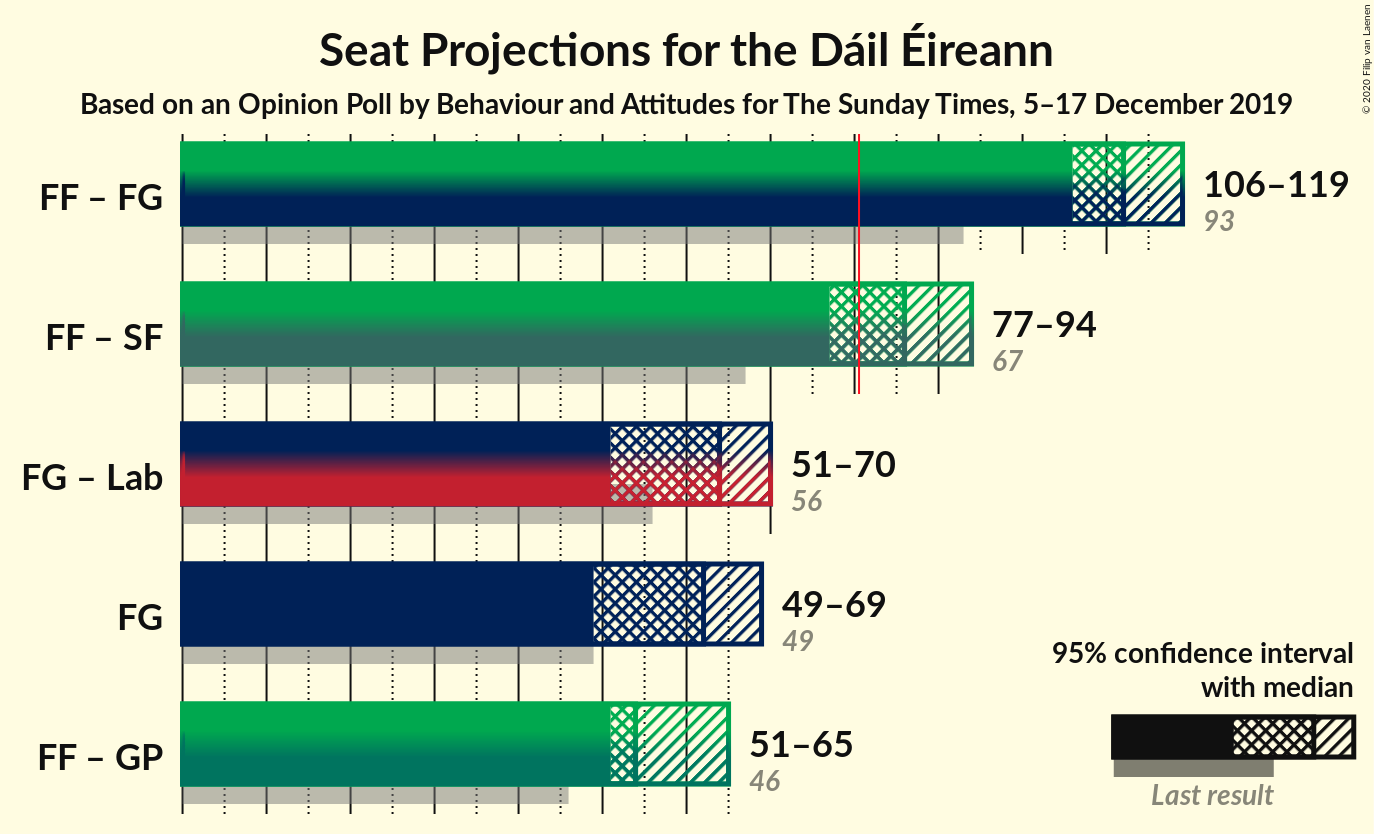 Seat Projections for the Dáil Éireann
Based on an Opinion Poll by Behaviour and Attitudes for The Sunday Times, 5–17 December 2019
© 2020 Filip van Laenen
FF – FG
106–119
93
FF – SF
77–94
67
FG – Lab
51–70
56
FG
49–69
49
FF – GP
51–65
46
95% confidence interval
with median
Last result